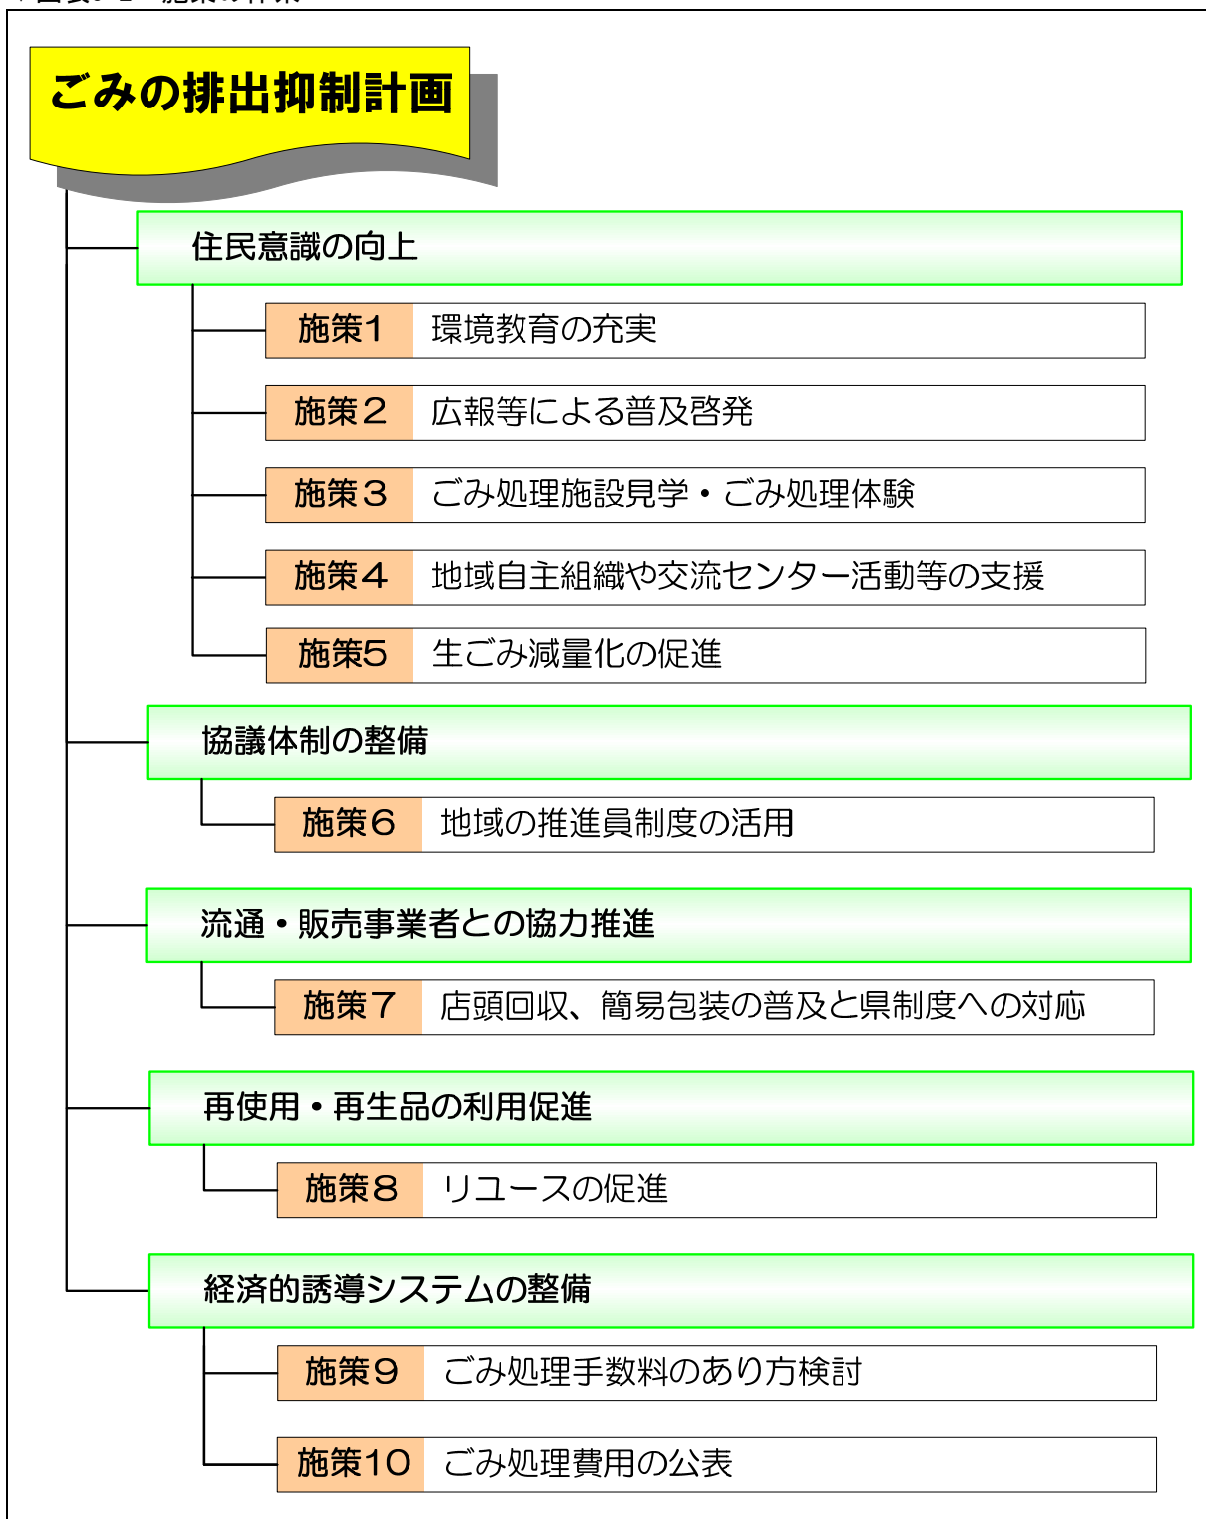 ごみの排出抑制計画
住民意識の向上
施策1 環境教育の充実
施策２ 広報等による普及啓発
施策３ ごみ処理施設見学・ごみ処理体験
施策４ 地域自主組織や交流センター活動等の支援
施策5 生ごみ減量化の促進
協議体制の整備
施策６ 地域の推進員制度の活用
流通・販売事業者との協力推進
施策７ 店頭回収、簡易包装の普及と県制度への対応
再使用・再生品の利用促進
施策８ リユースの促進
経済的誘導システムの整備
施策９ ごみ処理手数料のあり方検討
施策10 ごみ処理費用の公表